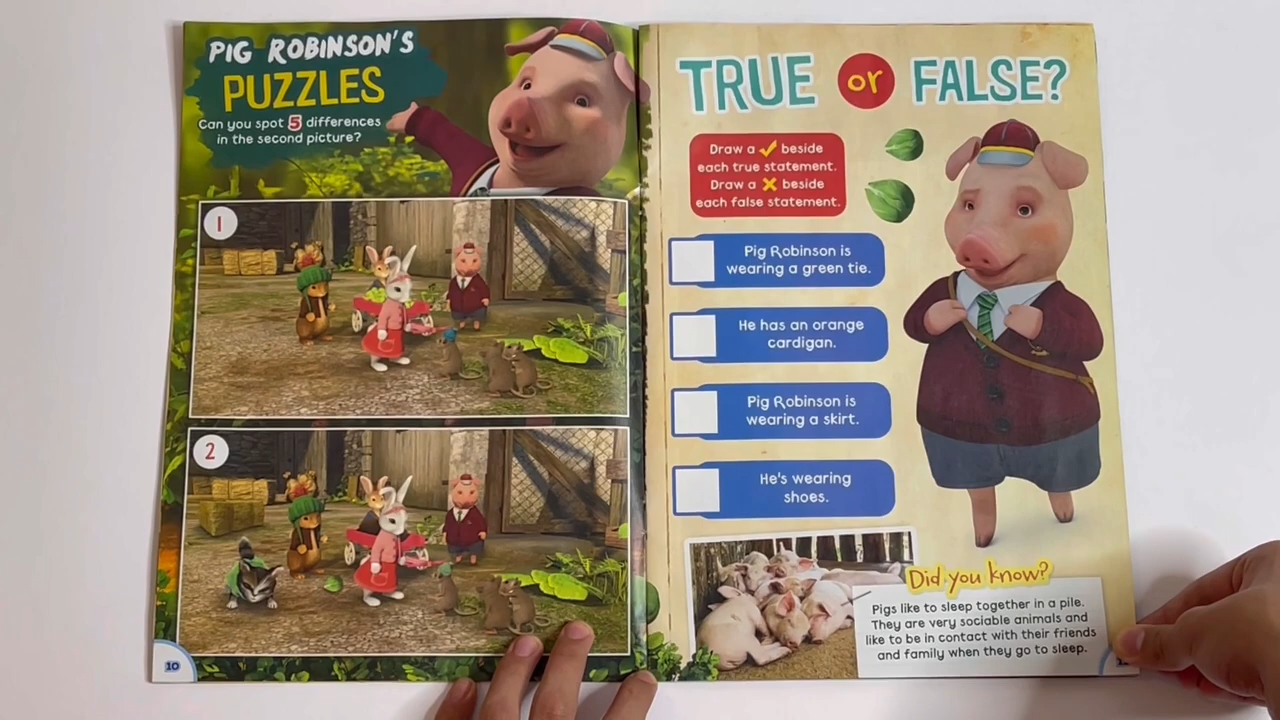 PIG ROBINSON'S
PUZZLES
Can you spot 5 differences
in the second picture?
1
2
10
TRUE or FALSE?
Draw a ✓ beside
each true statement.
Draw a ✗ beside
each false statement.
Pig Robinson is
wearing a green tie.
He has an orange
cardigan.
Pig Robinson is
wearing a skirt.
He's wearing
shoes.
Did you know?
Pigs like to sleep together in a pile.
They are very sociable animals and
like to be in contact with their friends
and family when they go to sleep.